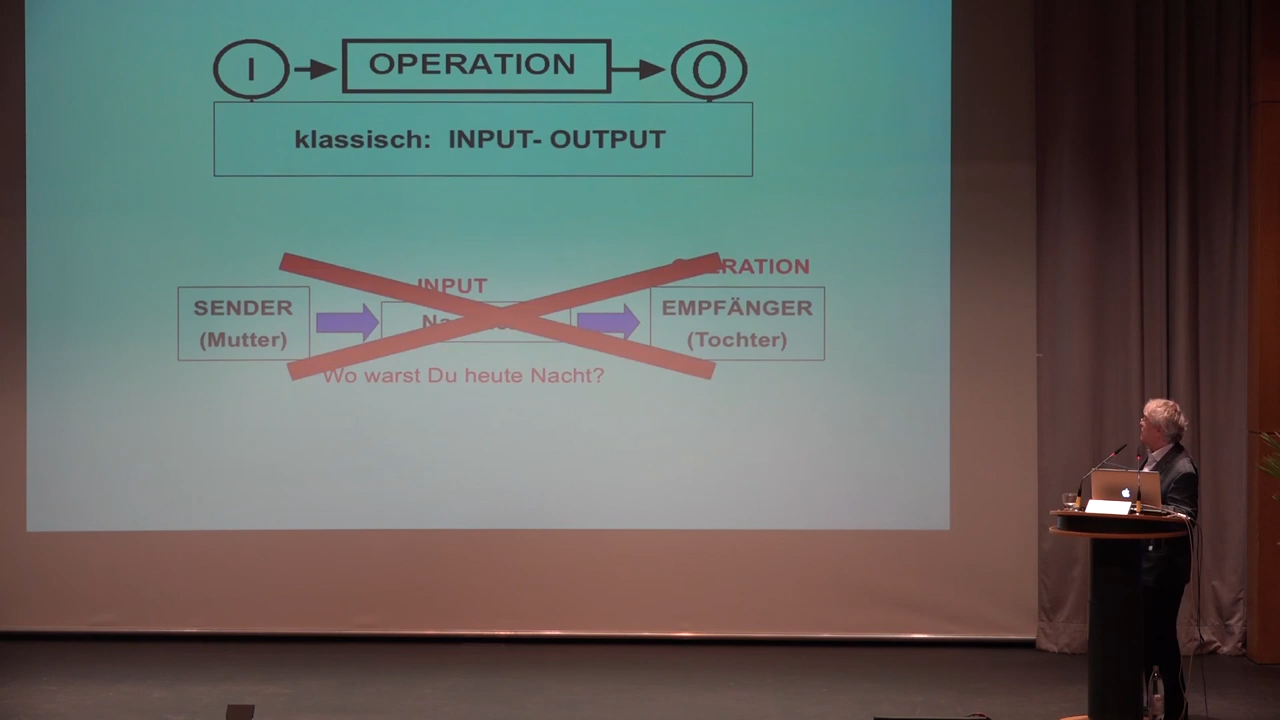 I OPERATION O
klassisch: INPUT- OUTPUT
INPUT
SENDER
(Mutter)
EMPFÄNGER
(Tochter)
Wo warst Du heute Nacht?